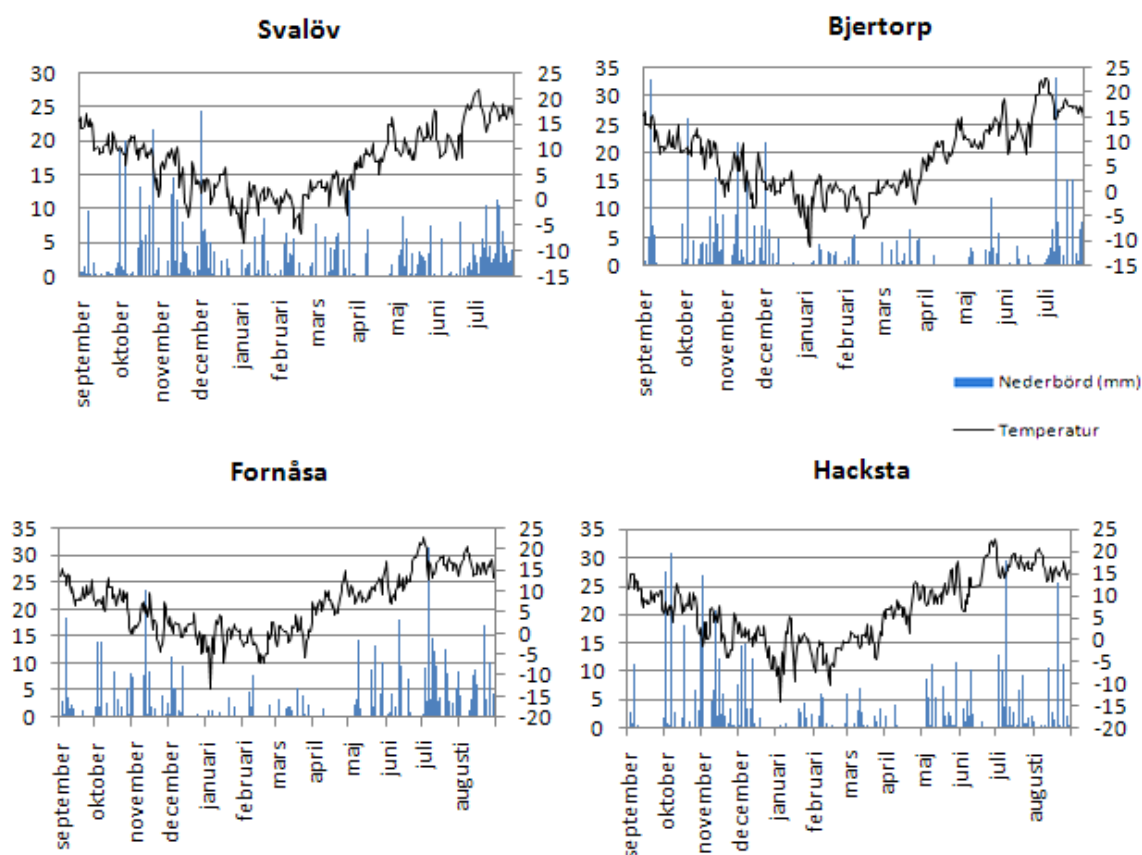 Svalöv
30
25
20
15
10
5
0
25
20
15
10
5
0
-5
-10
-15
september
oktober
november
december
januari
februari
mars
april
maj
juni
juli
Bjertorp
35
30
25
20
15
10
5
0
25
20
15
10
5
0
-5
-10
-15
september
oktober
november
december
januari
februari
mars
april
maj
juni
juli
Nederbörd (mm)
Temperatur
Fornåsa
35
30
25
20
15
10
5
0
25
20
15
10
5
0
-5
-10
-15
-20
september
oktober
november
december
januari
februari
mars
april
maj
juni
juli
augusti
Hacksta
35
30
25
20
15
10
5
0
25
20
15
10
5
0
-5
-10
-15
-20
september
oktober
november
december
januari
februari
mars
april
maj
juni
juli
augusti